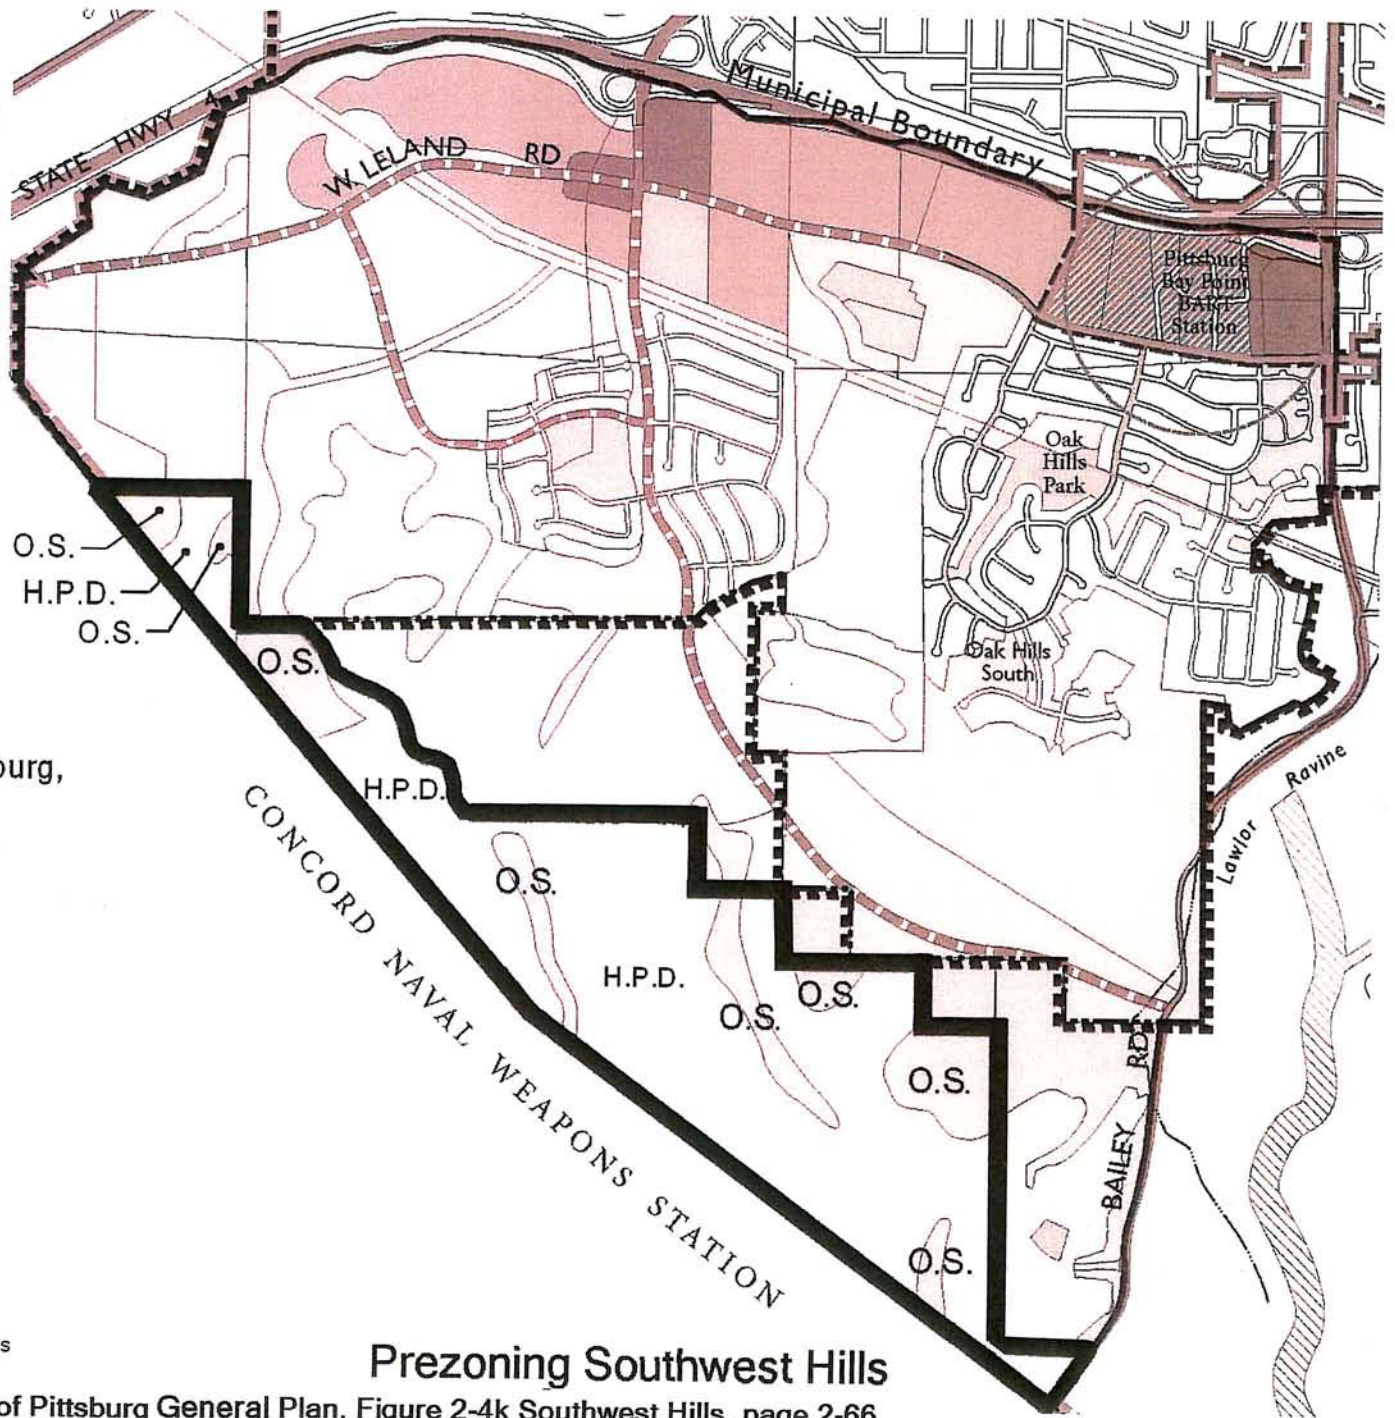 STATE HWY 4
W. LELAND RD
Municipal Boundary
Pittsburg
Bay Point
BART
Station
Oak
Hills
Park
O.S.
H.P.D.
O.S.
O.S.
Oak Hills
South
burg,
H.P.D.
Ravine
Lawlor
CONCORD NAVAL WEAPONS STATION
O.S.
H.P.D.
O.S.
O.S.
O.S.
BAILEY RD
O.S.
s
Prezoning Southwest Hills
of Pittsburg General Plan, Figure 2-4k Southwest Hills, page 2-66